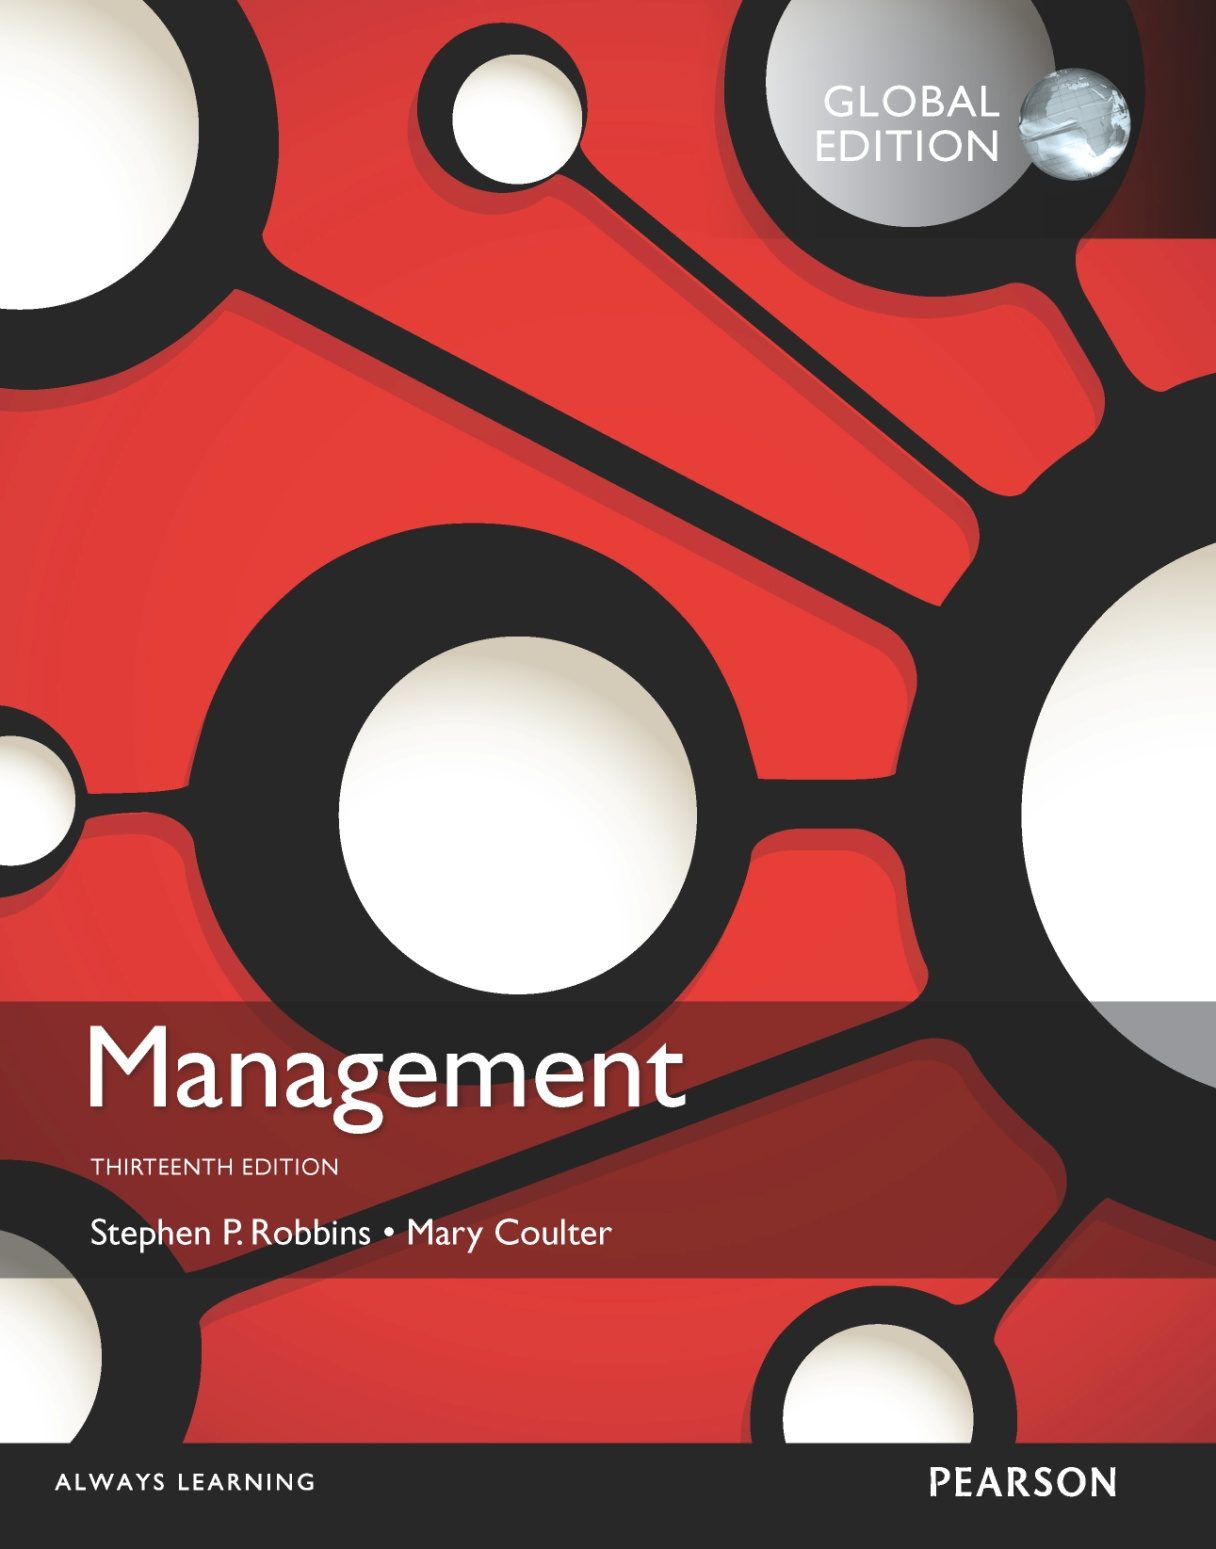 GLOBAL
EDITION
Management
THIRTEENTH EDITION
Stephen P. Robbins • Mary Coulter
ALWAYS LEARNING
PEARSON